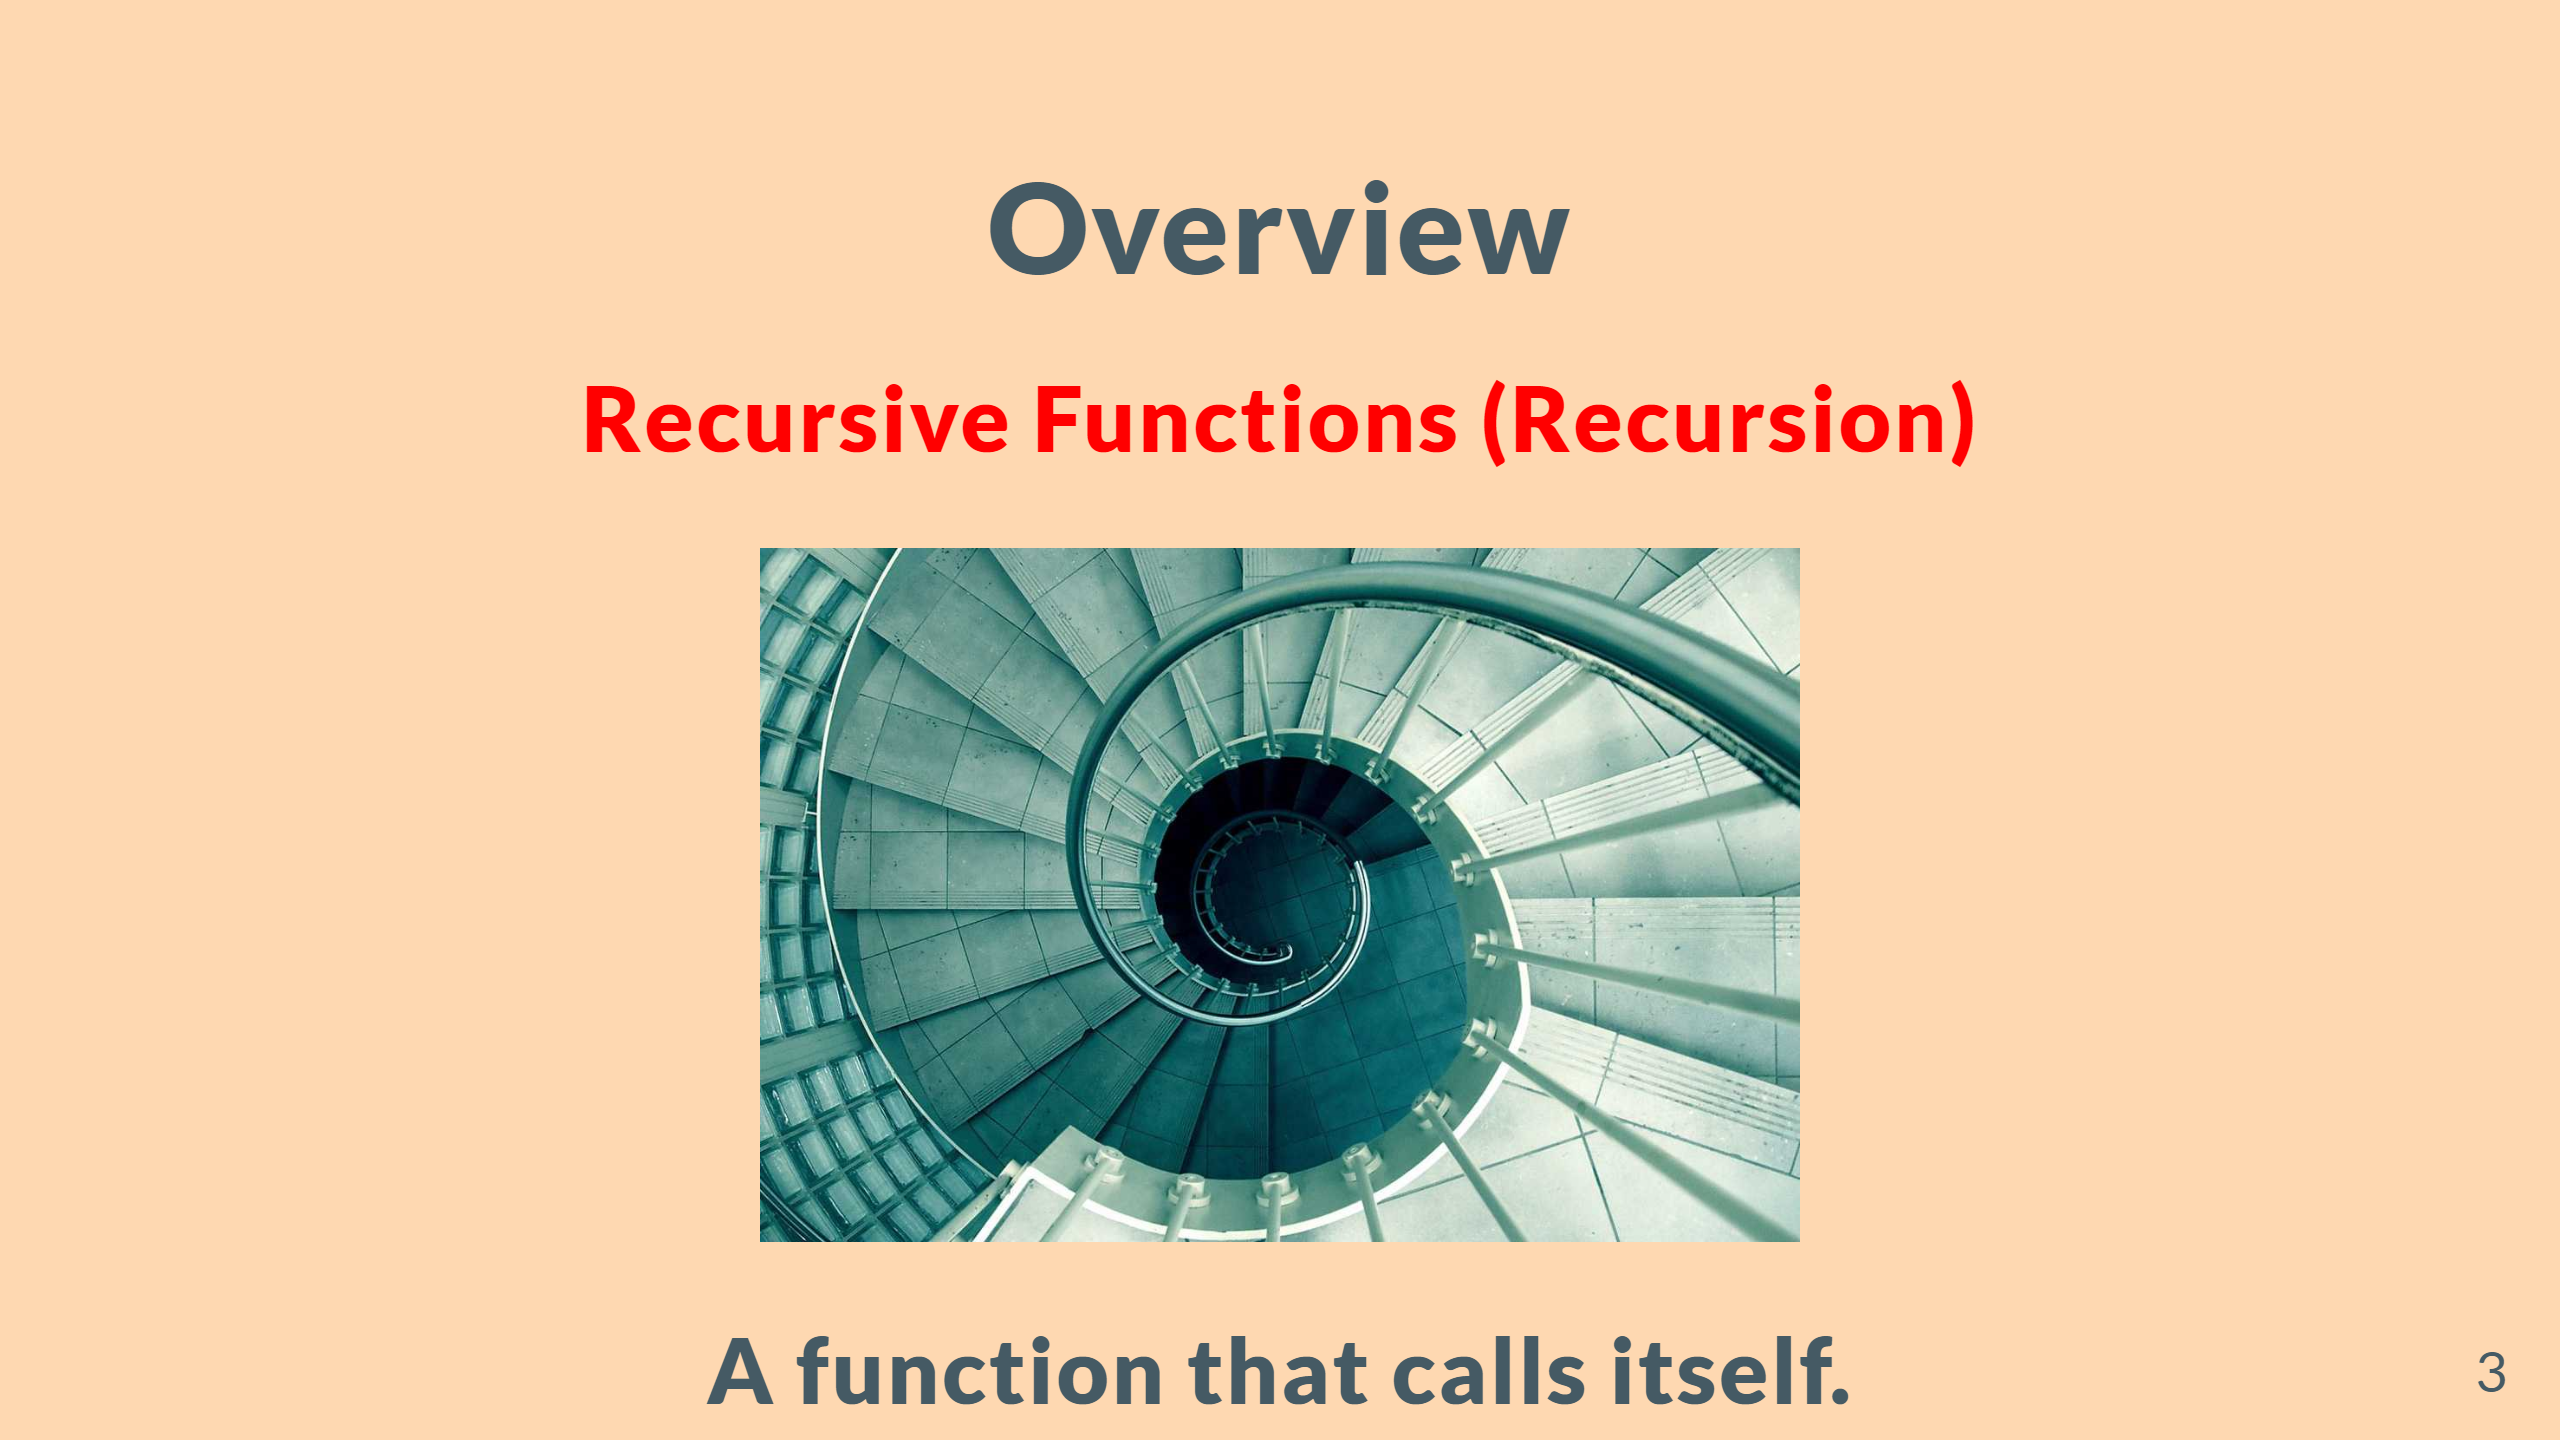 Overview
Recursive Functions (Recursion)
A function that calls itself.
3